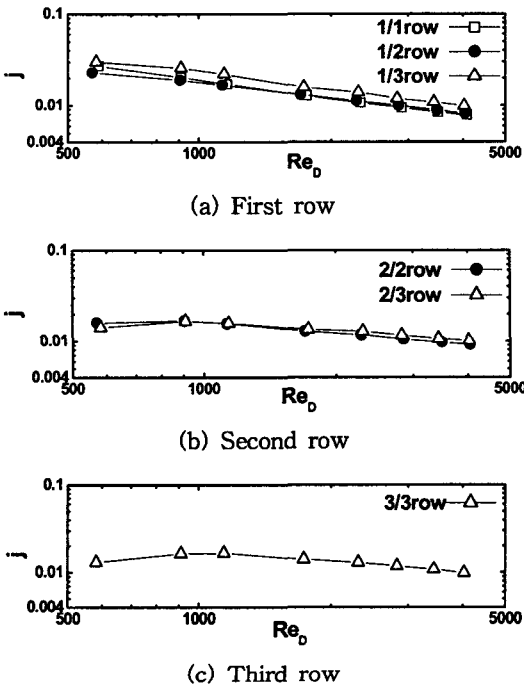 0.1
1/1row
1/2row
1/3row
j
0.01
0.004
500
1000
5000
Re_D
(a) First row
0.1
2/2row
2/3row
j
0.01
0.004
500
1000
5000
Re_D
(b) Second row
0.1
3/3row
j
0.01
0.004
500
1000
5000
Re_D
(c) Third row